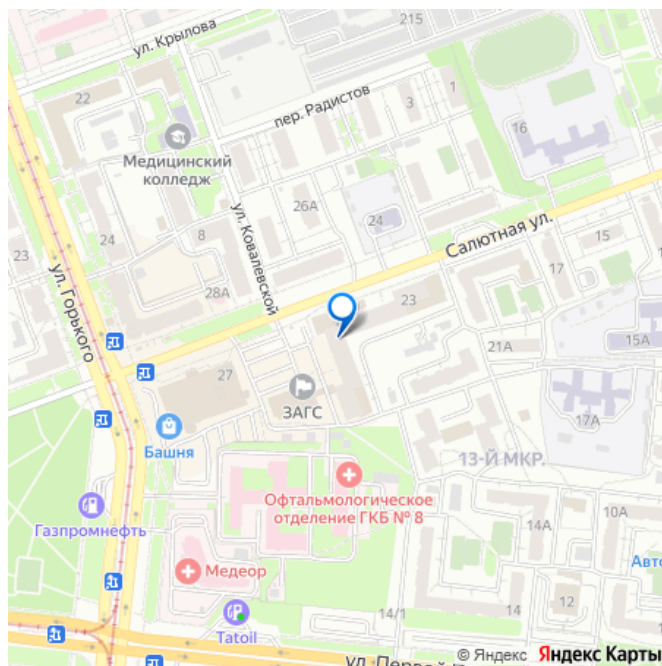 215
ул. Крылова
22
пер. Радистов
3
1
16
Медицинский
колледж
ул. Ковалевской
26А
24
Салютная ул.
24
8
23
ул. Горького
28А
17
15
23
21А
15А
27
ЗАГС
17А
Башня
13-Й МКР.
Офтальмологическое
отделение ГКБ № 8
Газпромнефть
14А
10А
Медеор
Авто
12
14/1
14
Tatoil
ул. Первой П
© Яндекс Яндекс Карты